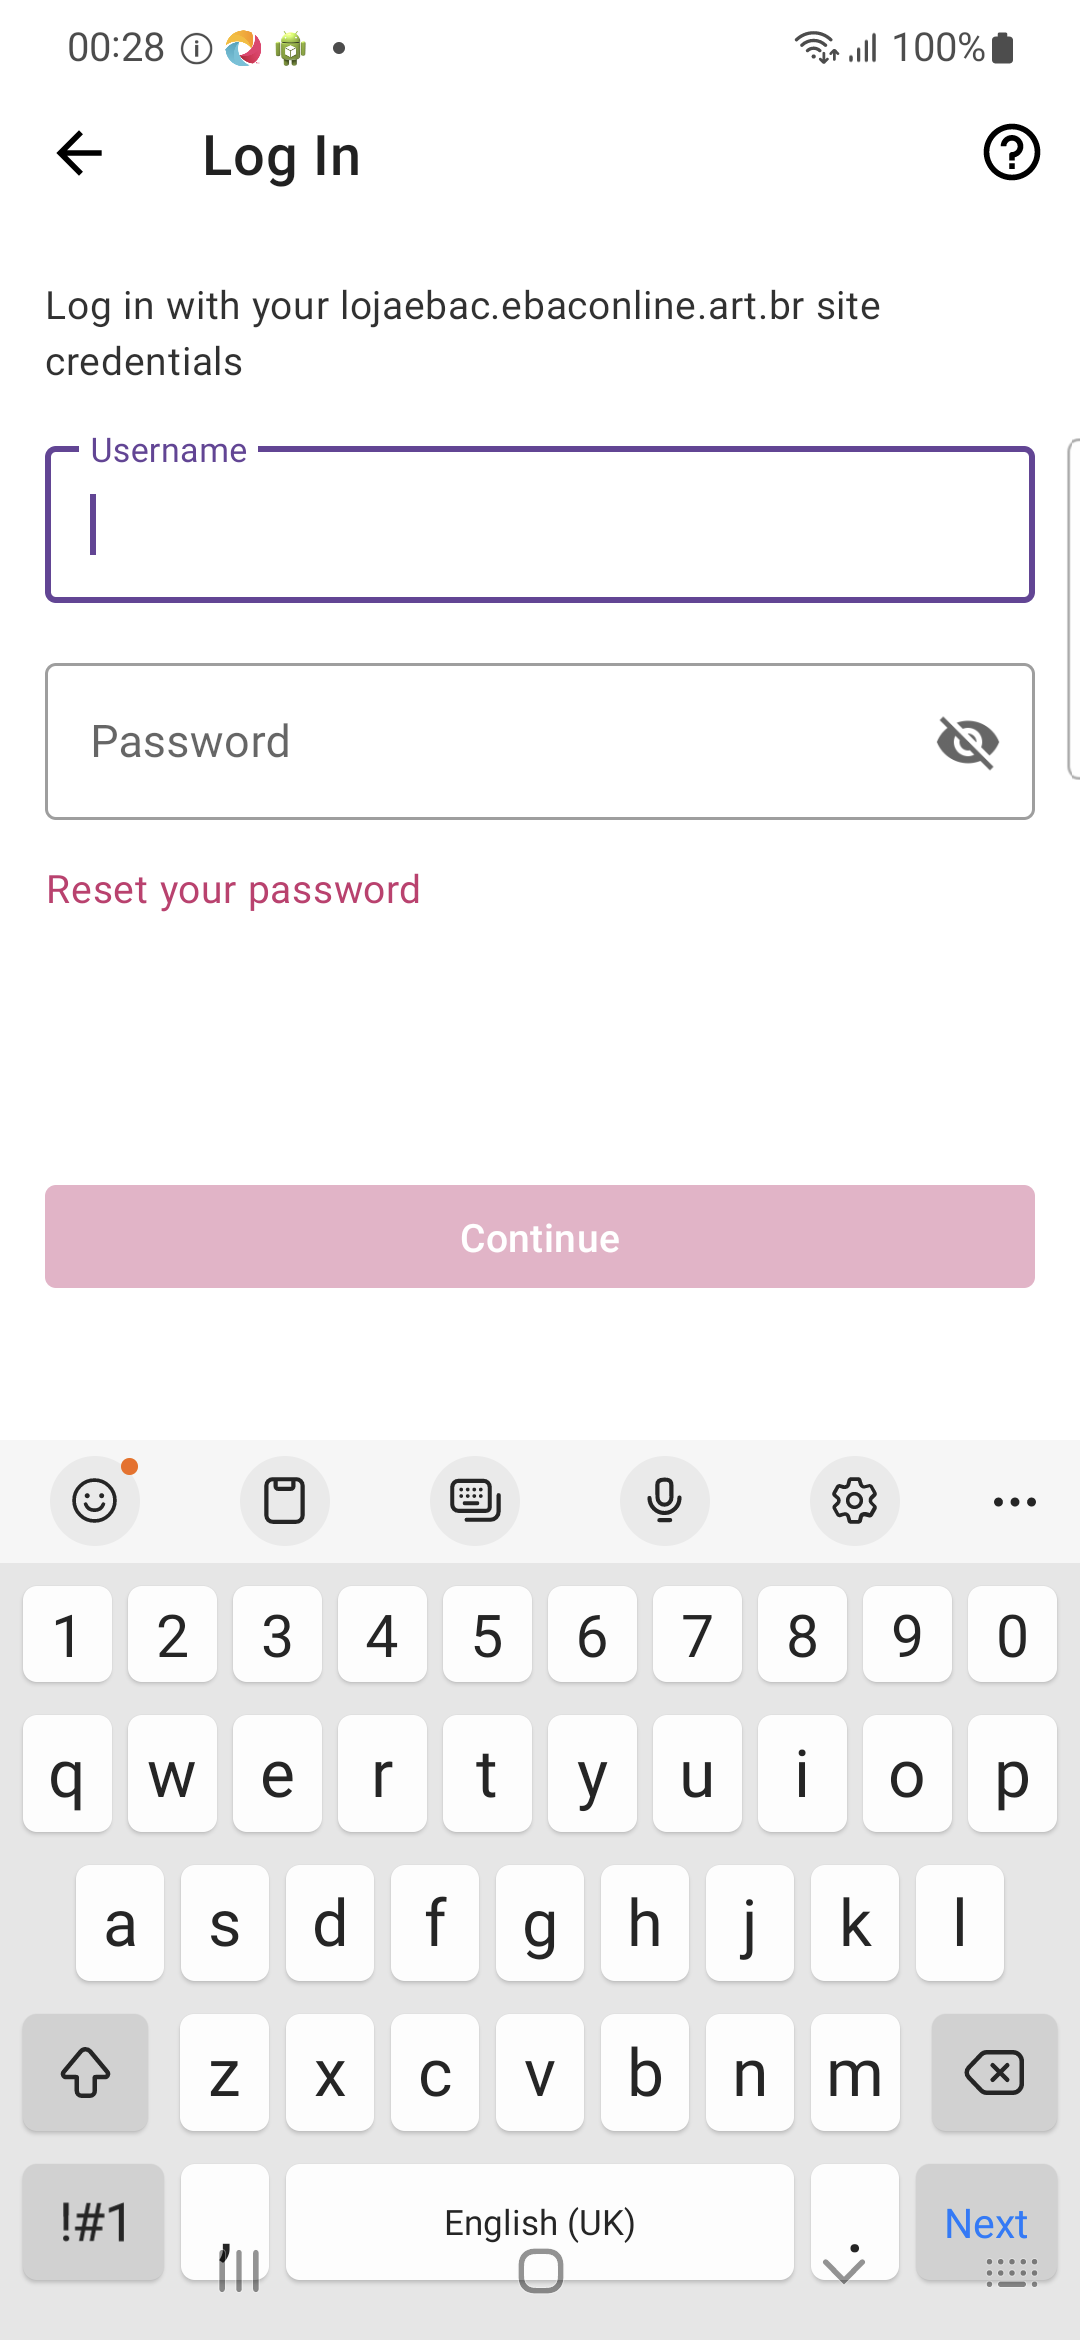 00:28 100%
Log In
Log in with your lojaebac.ebaconline.art.br site
credentials
Username
Password
Reset your password
Continue
1 2 3 4 5 6 7 8 9 0
q w e r t y u i o p
a s d f g h j k l
z x c v b n m
!#1 , English (UK) . Next